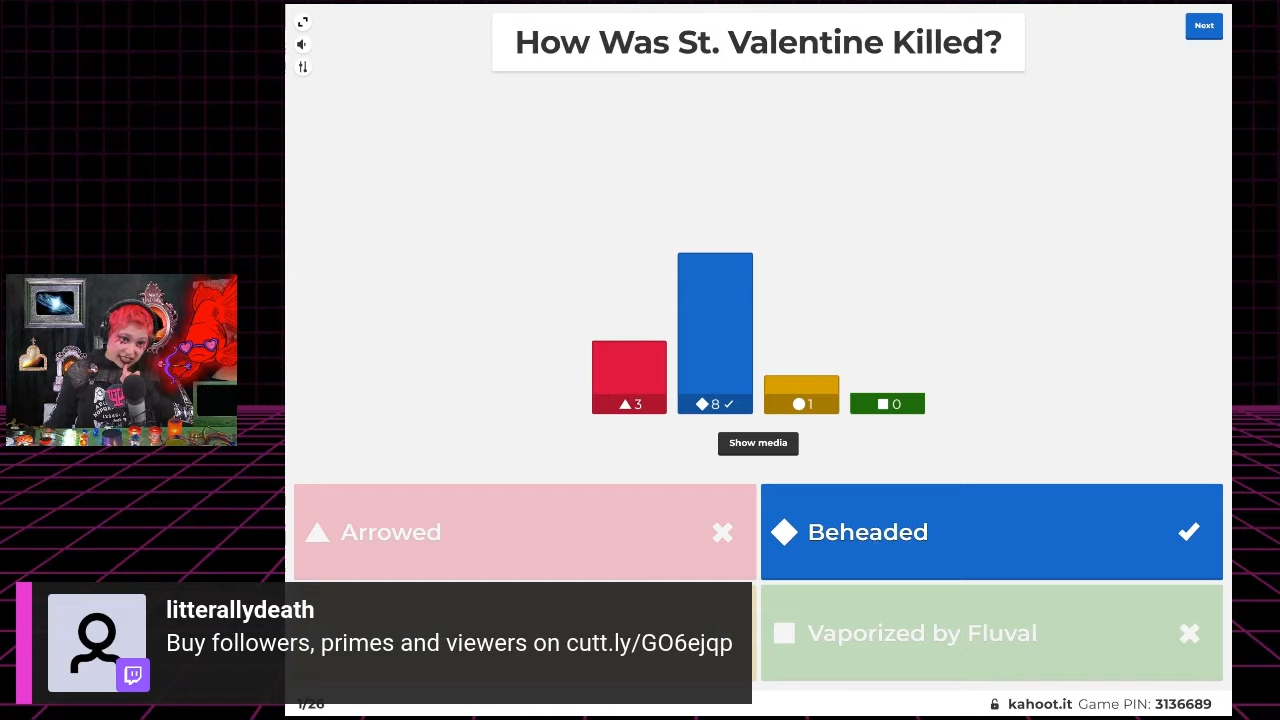 How Was St. Valentine Killed?
Next
3
8
1
0
Show media
Arrowed
Beheaded
Vaporized by Fluval
litterallydeath
Buy followers, primes and viewers on cutt.ly/GO6ejqp
1/26
kahoot.it Game PIN: 3136689